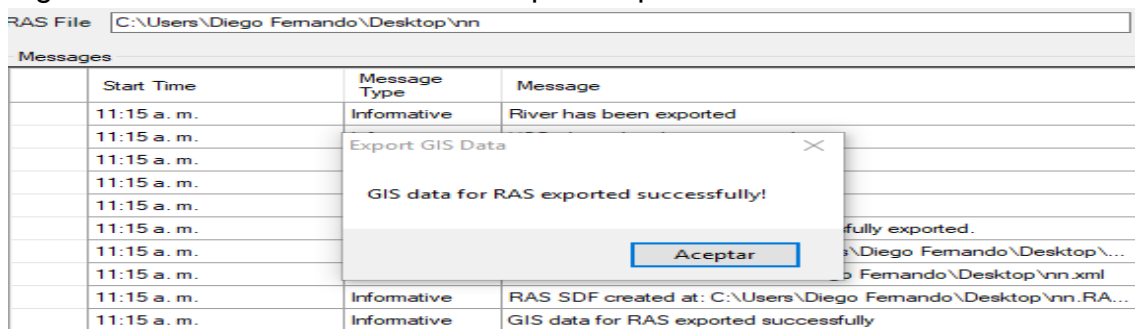 RAS File C:\Users\Diego Fernando\Desktop\nn
Messages
Start Time Message Type Message
11:15 a. m. Informative River has been exported
11:15 a. m.
Export GIS Data
11:15 a. m.
11:15 a. m.
GIS data for RAS exported successfully!
11:15 a. m.
11:15 a. m. fully exported.
11:15 a. m. Aceptar \Diego Fernando\Desktop\...
11:15 a. m. Fernando\Desktop\nn.xml
11:15 a. m. Informative RAS SDF created at: C:\Users\Diego Fernando\Desktop\nn.RA...
11:15 a. m. Informative GIS data for RAS exported successfully